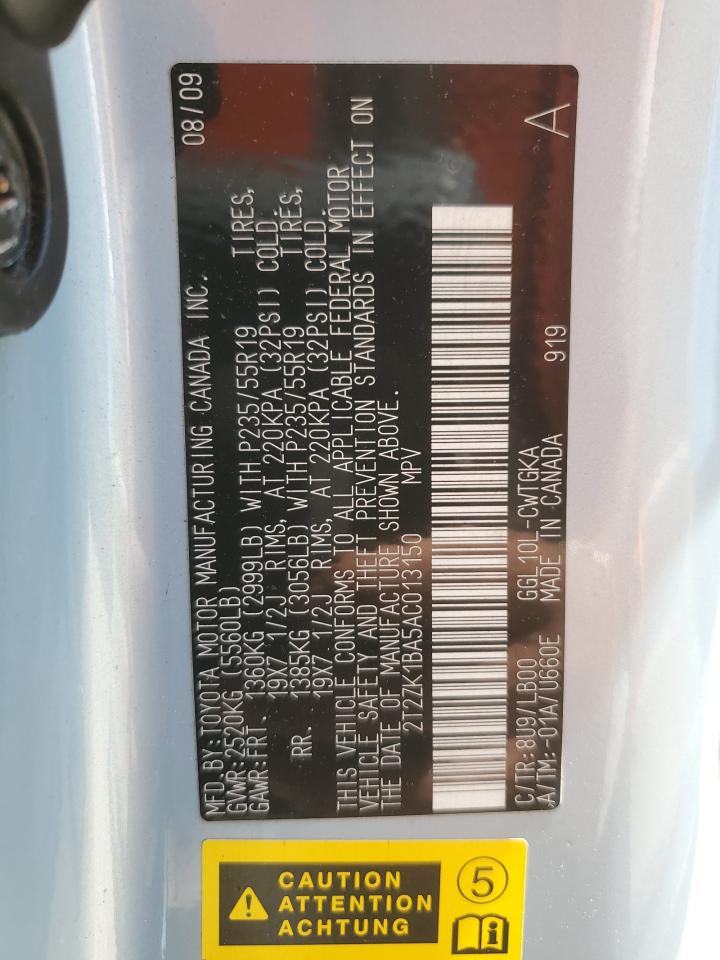 MFD.BY:TOYOTA MOTOR MANUFACTURING CANADA INC. 08/09
GVWR:2520KG (5560LB)
GAWR:FRT. 1360KG (2999LB) WITH P235/55R19 TIRES,
19X7 1/2J RIMS, AT 220KPA (32PSI) COLD.
RR. 1385KG (3056LB) WITH P235/55R19 TIRES,
19X7 1/2J RIMS, AT 220KPA (32PSI) COLD.
THIS VEHICLE CONFORMS TO ALL APPLICABLE FEDERAL MOTOR
VEHICLE SAFETY AND THEFT PREVENTION STANDARDS IN EFFECT ON
THE DATE OF MANUFACTURE SHOWN ABOVE.
2T2ZK1BA5AC013150 MPV
C/TR:8U9/LB00 GGL10L-CWTGKA A
A/TM:-01A/U660E MADE IN CANADA 919
CAUTION
ATTENTION
ACHTUNG
5
i